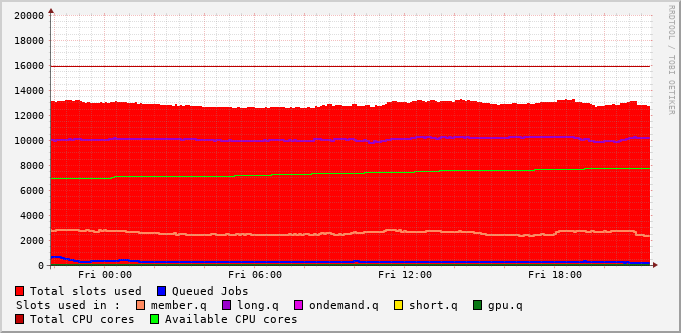 20000
18000
16000
14000
12000
10000
8000
6000
4000
2000
0
Fri 00:00 Fri 06:00 Fri 12:00 Fri 18:00
RRDTOOL / TOBI OETIKER
Total slots used Queued Jobs
Slots used in : member.q long.q ondemand.q short.q gpu.q
Total CPU cores Available CPU cores